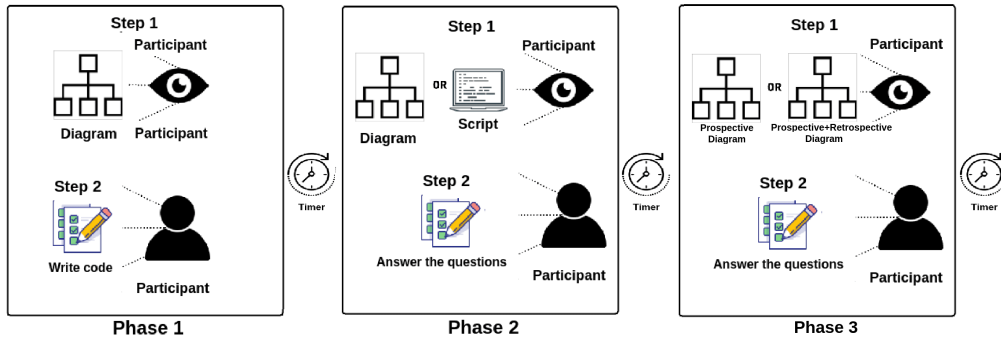 Step 1
Participant
Diagram
Participant
Step 2
Write code
Participant
Phase 1
Timer
Step 1
Participant
OR
Diagram
Script
Step 2
Answer the questions
Participant
Phase 2
Timer
Step 1
Participant
OR
Prospective
Diagram
Prospective+Retrospective
Diagram
Step 2
Answer the questions
Participant
Phase 3
Timer